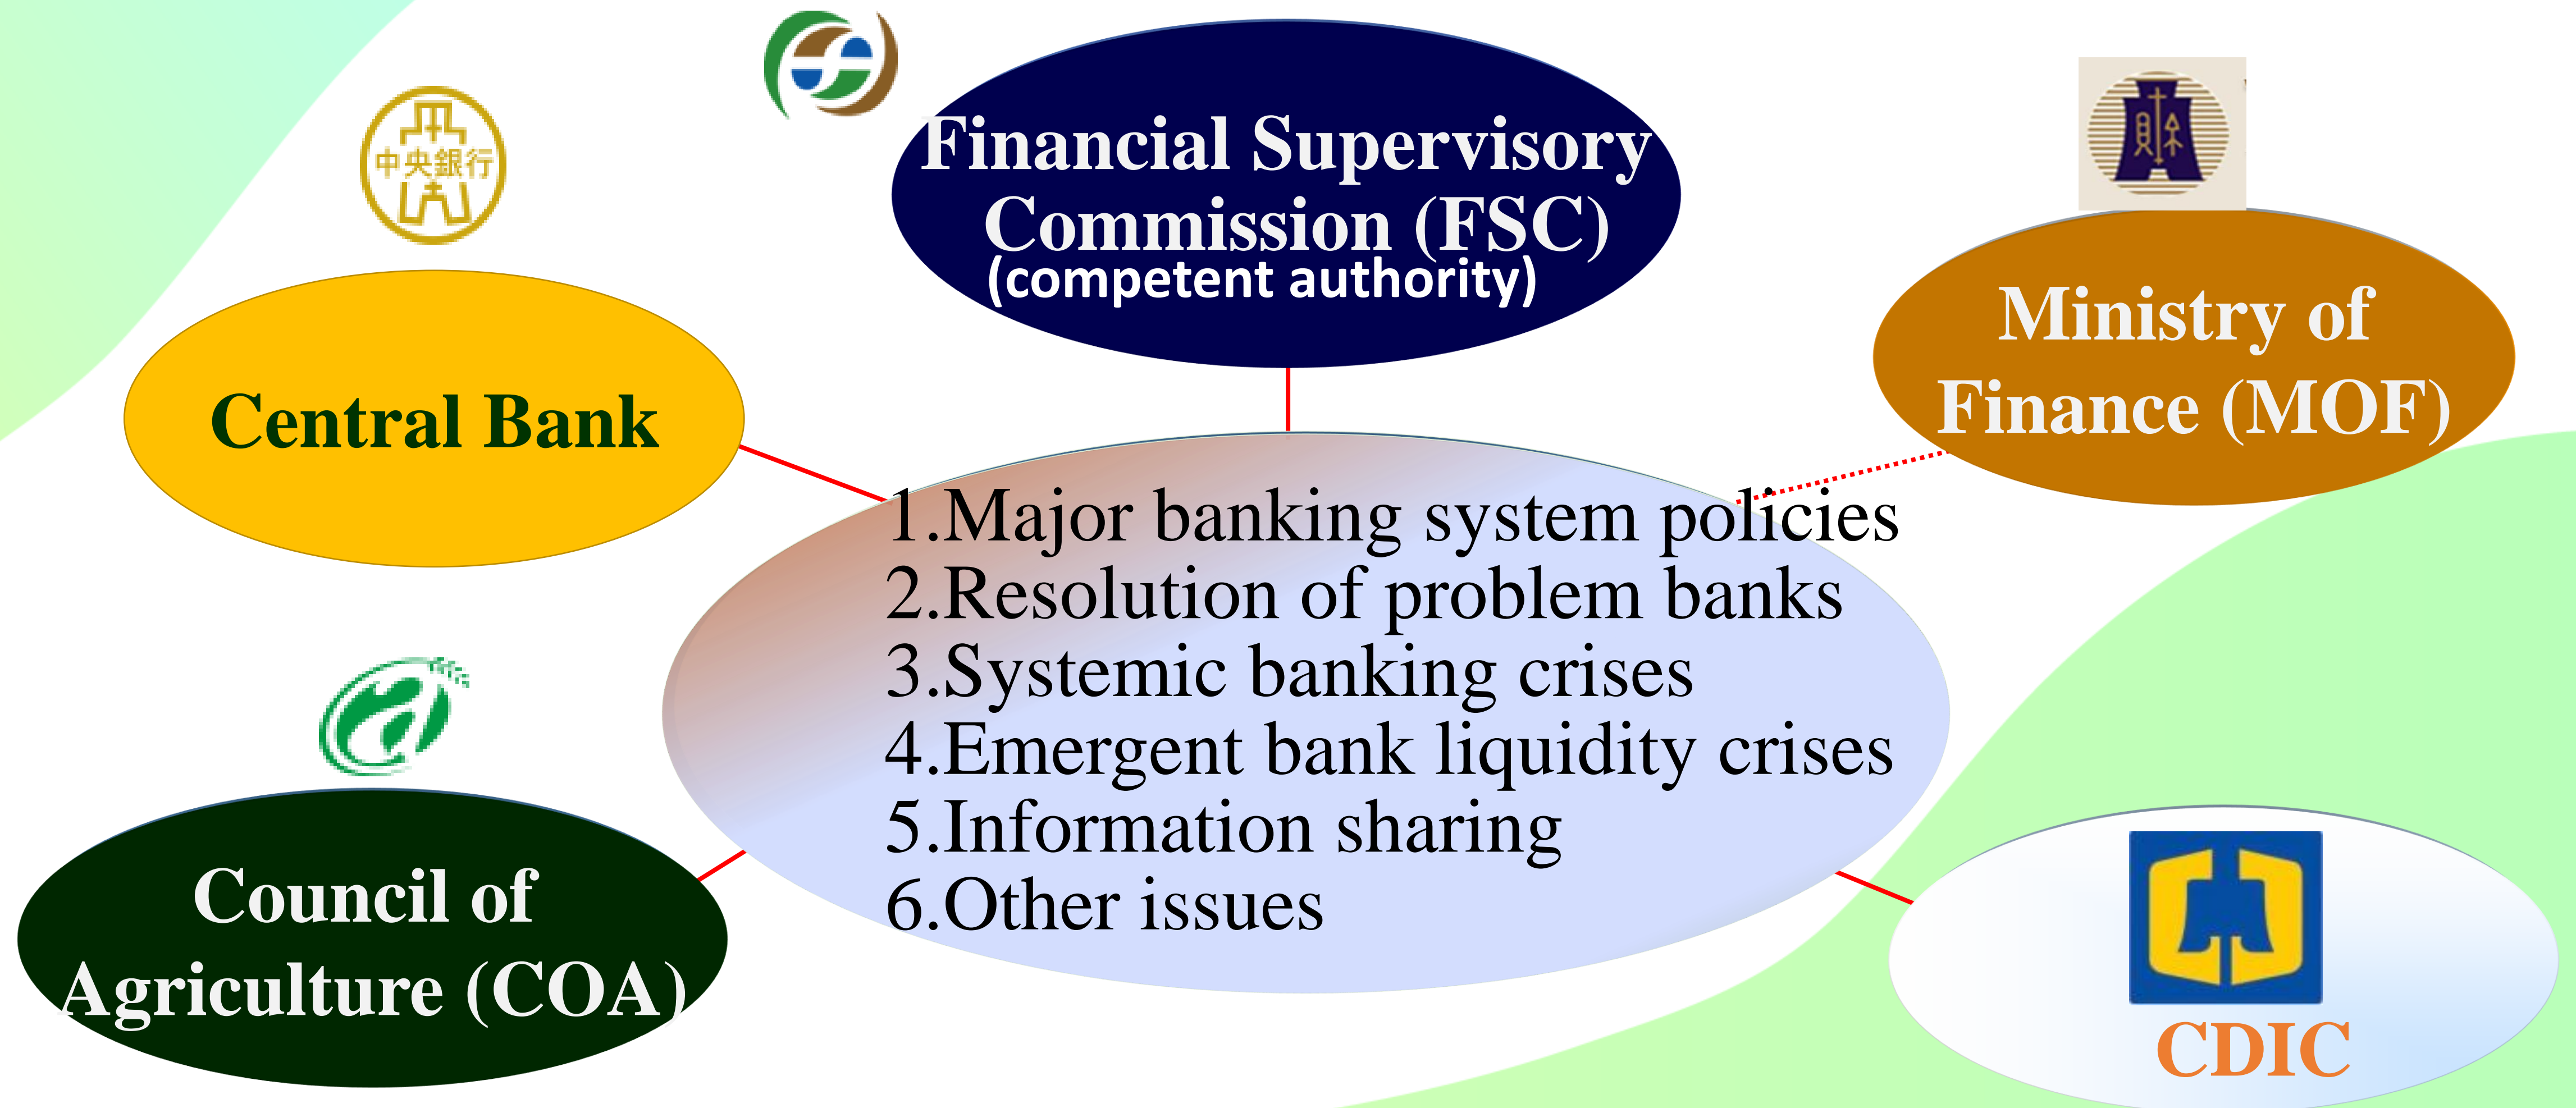 Financial Supervisory
Commission (FSC)
(competent authority)
中央銀行
Central Bank
財
Ministry of
Finance (MOF)
1.Major banking system policies
2.Resolution of problem banks
3.Systemic banking crises
4.Emergent bank liquidity crises
5.Information sharing
6.Other issues
Council of
Agriculture (COA)
CDIC